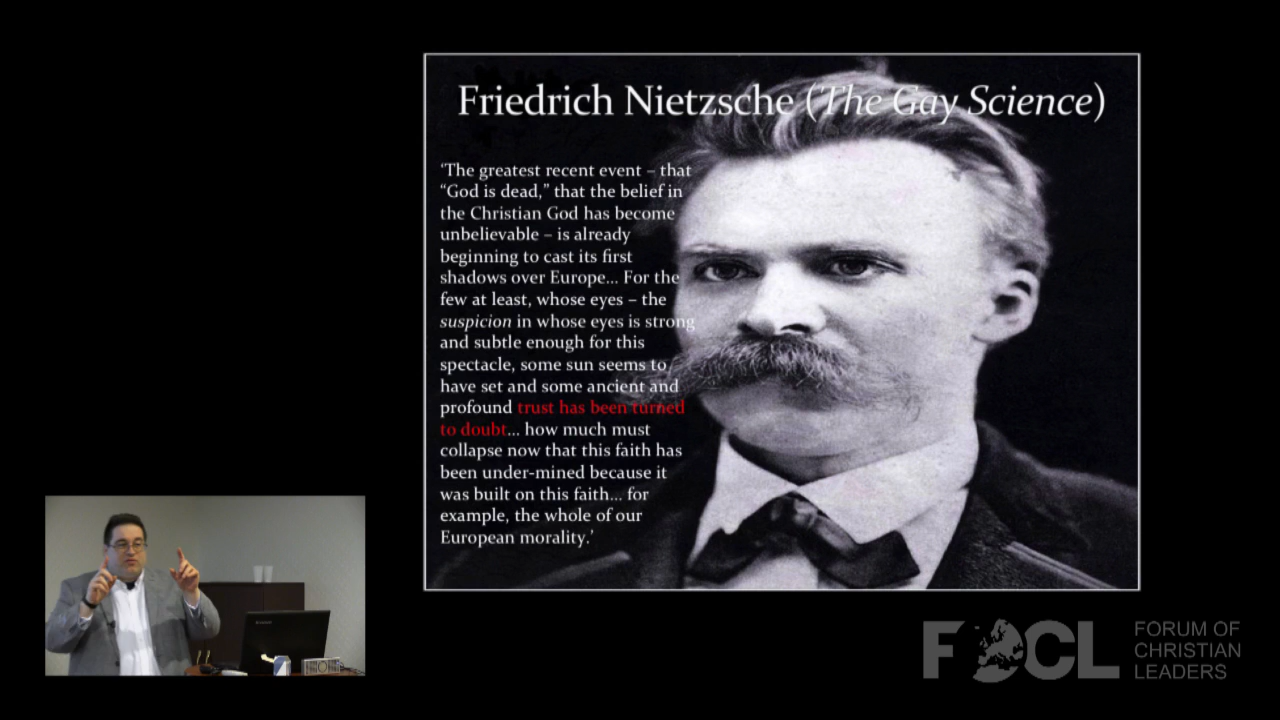 Friedrich Nietzsche (The Gay Science)
‘The greatest recent event – that
“God is dead,” that the belief in
the Christian God has become
unbelievable – is already
beginning to cast its first
shadows over Europe... For the
few at least, whose eyes – the
suspicion in whose eyes is strong
and subtle enough for this
spectacle, some sun seems to
have set and some ancient and
profound trust has been turned
to doubt... how much must
collapse now that this faith has
been under-mined because it
was built on this faith... for
example, the whole of our
European morality.’
FOCL
FORUM OF
CHRISTIAN
LEADERS